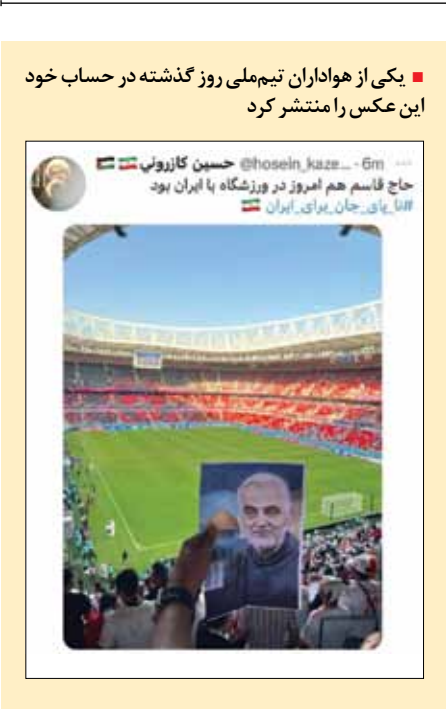 یکی از هواداران تیم‌ملی روز گذشته در حساب خود
این عکس را منتشر کرد
حسین کازرونی @hosein_kaze... · 6m
حاج قاسم هم امروز در ورزشگاه با ایران بود
#تا_پای_جان_برای_ایران